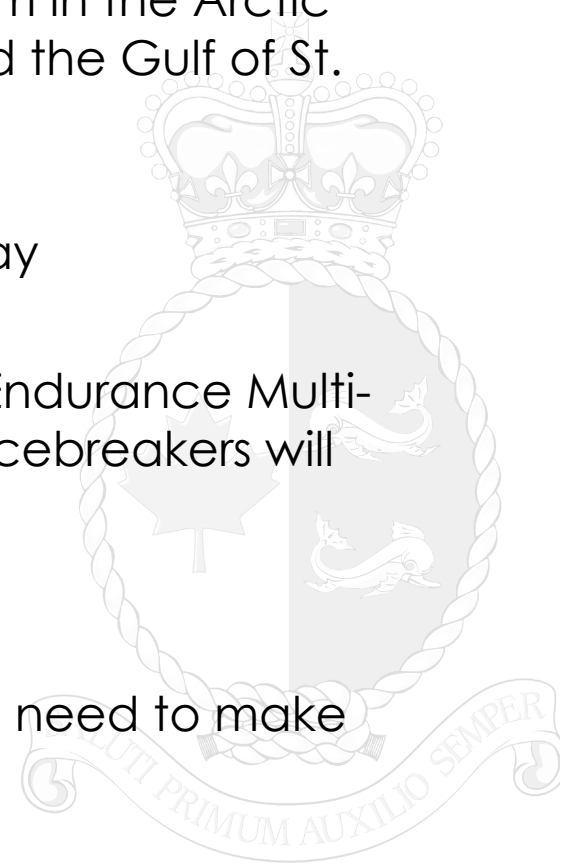 in the Arctic
d the Gulf of St.
ay
Endurance Multi-
cebreakers will
need to make
SALUTI PRIMUM AUXILIO SEMPER